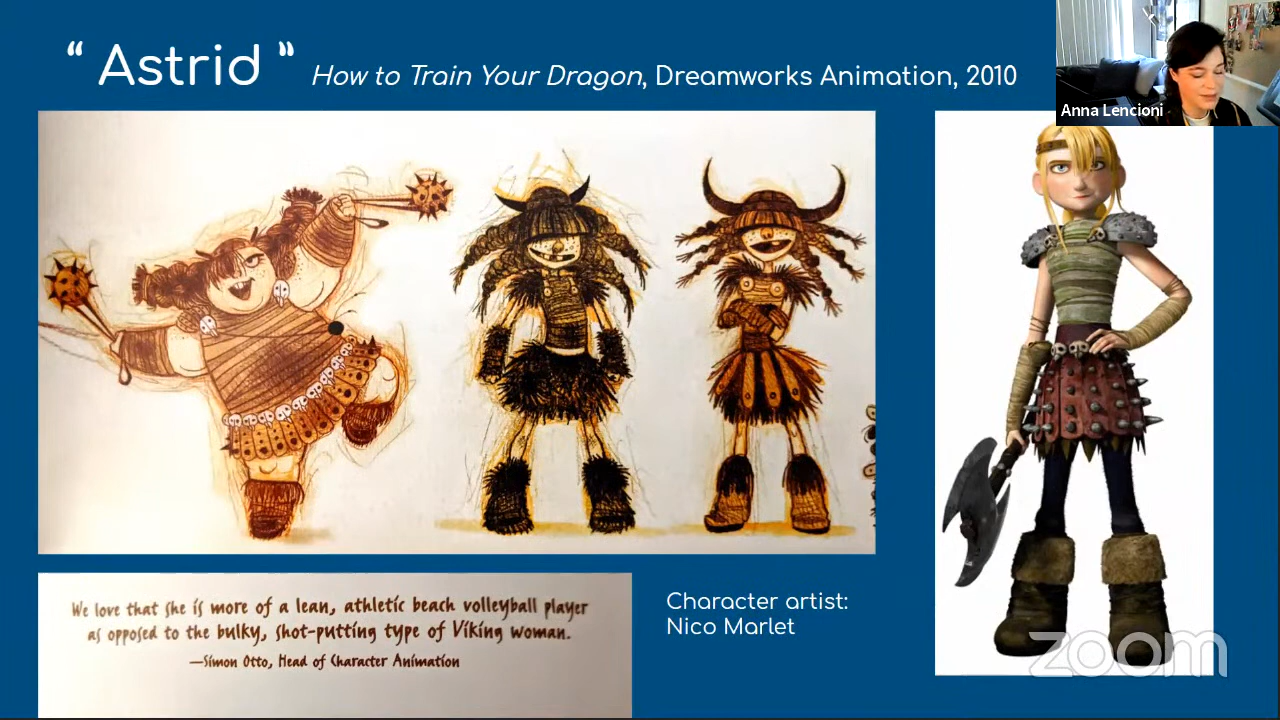 “ Astrid ” How to Train Your Dragon, Dreamworks Animation, 2010
Anna Lencioni
We love that she is more of a lean, athletic beach volleyball player
as opposed to the bulky, shot-putting type of Viking woman.
—Simon Otto, Head of Character Animation
Character artist:
Nico Marlet
zoom